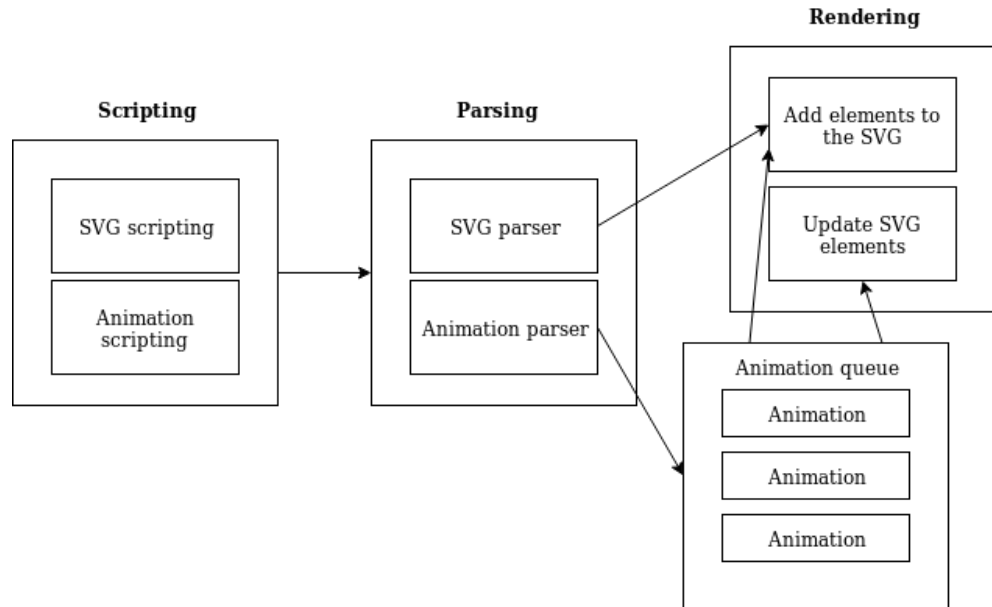 Rendering
Scripting
Parsing
Add elements to
the SVG
SVG scripting
SVG parser
Update SVG
elements
Animation
scripting
Animation parser
Animation queue
Animation
Animation
Animation